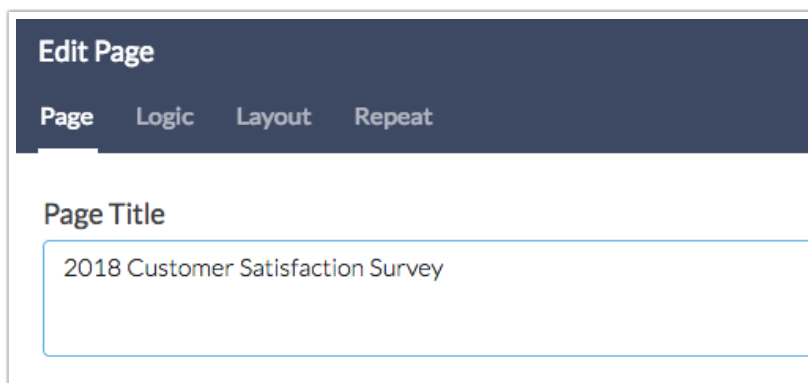 Edit Page
Page Logic Layout Repeat
Page Title
2018 Customer Satisfaction Survey